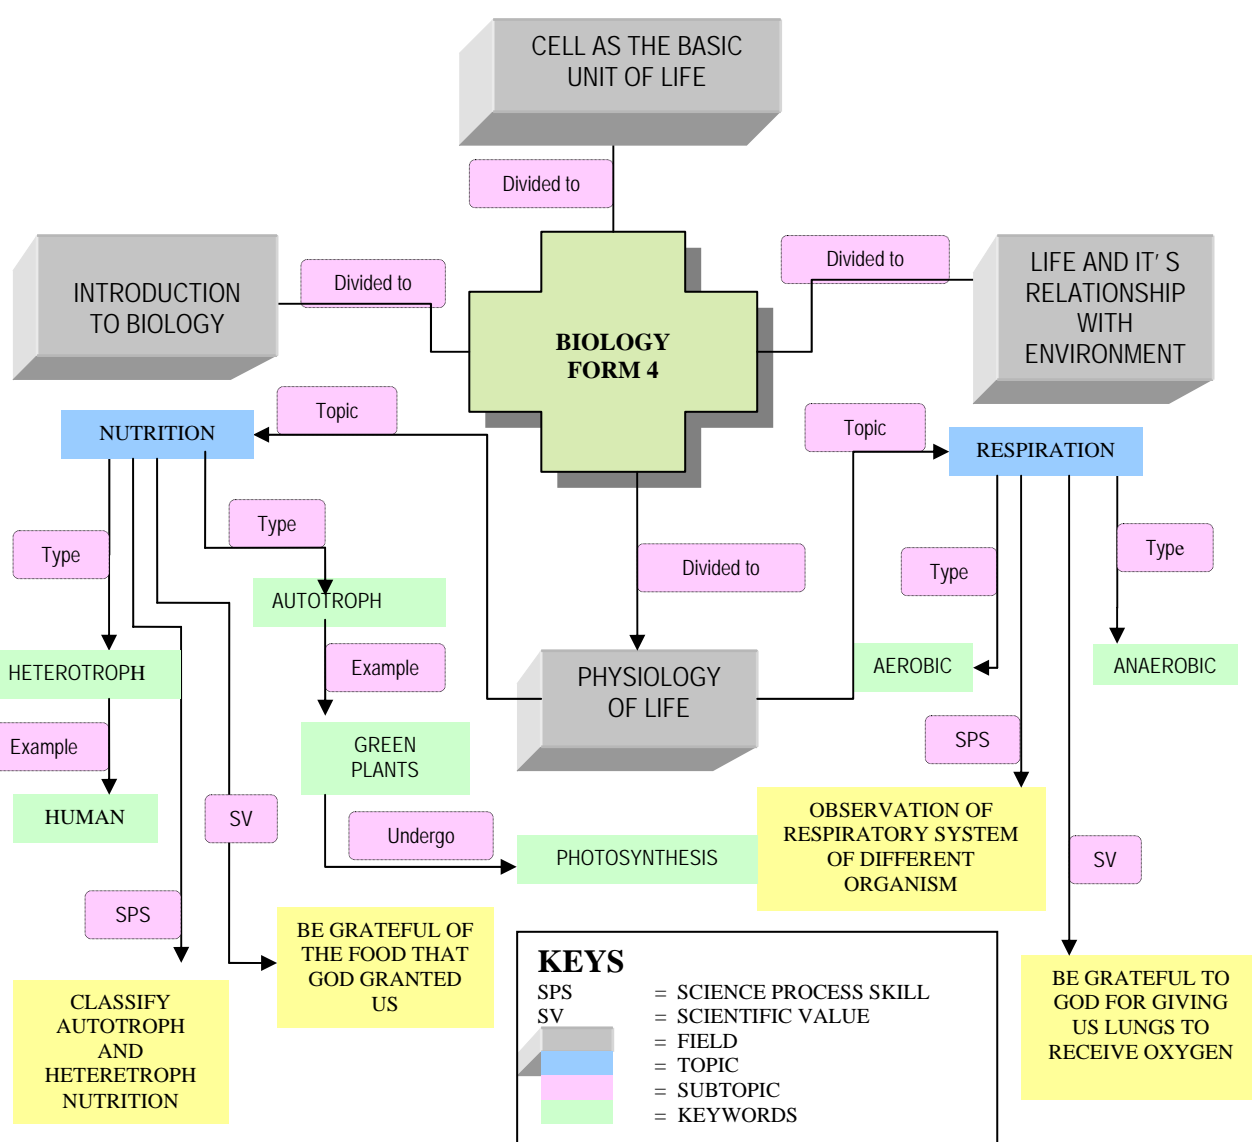 CELL AS THE BASIC
UNIT OF LIFE
Divided to
INTRODUCTION
TO BIOLOGY
Divided to
BIOLOGY
FORM 4
Divided to
LIFE AND IT' S
RELATIONSHIP
WITH
ENVIRONMENT
NUTRITION
Topic
Topic
RESPIRATION
Type
Type
Divided to
Type
Type
AUTOTROPH
HETEROTROPH
Example
PHYSIOLOGY
OF LIFE
AEROBIC
ANAEROBIC
Example
GREEN
PLANTS
SPS
HUMAN
SV
Undergo
PHOTOSYNTHESIS
OBSERVATION OF
RESPIRATORY SYSTEM
OF DIFFERENT
ORGANISM
SV
SPS
BE GRATEFUL OF
THE FOOD THAT
GOD GRANTED
US
CLASSIFY
AUTOTROPH
AND
HETERETROPH
NUTRITION
KEYS
SPS = SCIENCE PROCESS SKILL
SV = SCIENTIFIC VALUE
= FIELD
= TOPIC
= SUBTOPIC
= KEYWORDS
BE GRATEFUL TO
GOD FOR GIVING
US LUNGS TO
RECEIVE OXYGEN